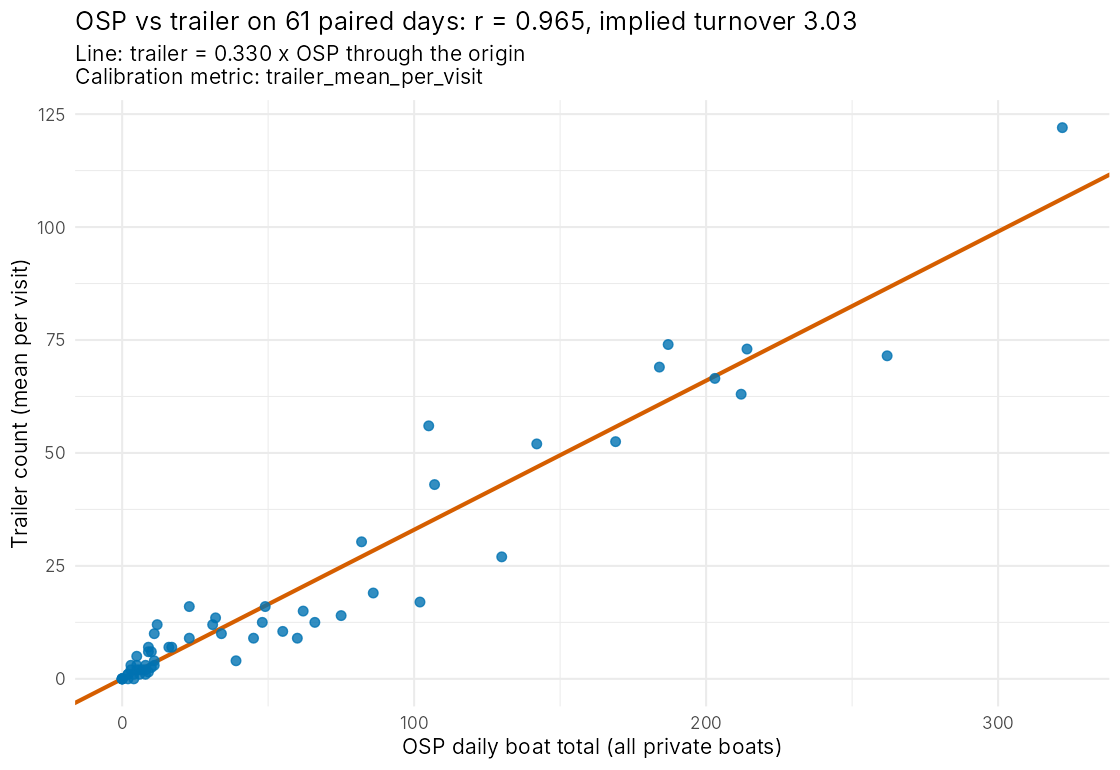 OSP vs trailer on 61 paired days: r = 0.965, implied turnover 3.03
Line: trailer = 0.330 x OSP through the origin
Calibration metric: trailer_mean_per_visit
Trailer count (mean per visit)
125
100
75
50
25
0
0
100
200
300
OSP daily boat total (all private boats)